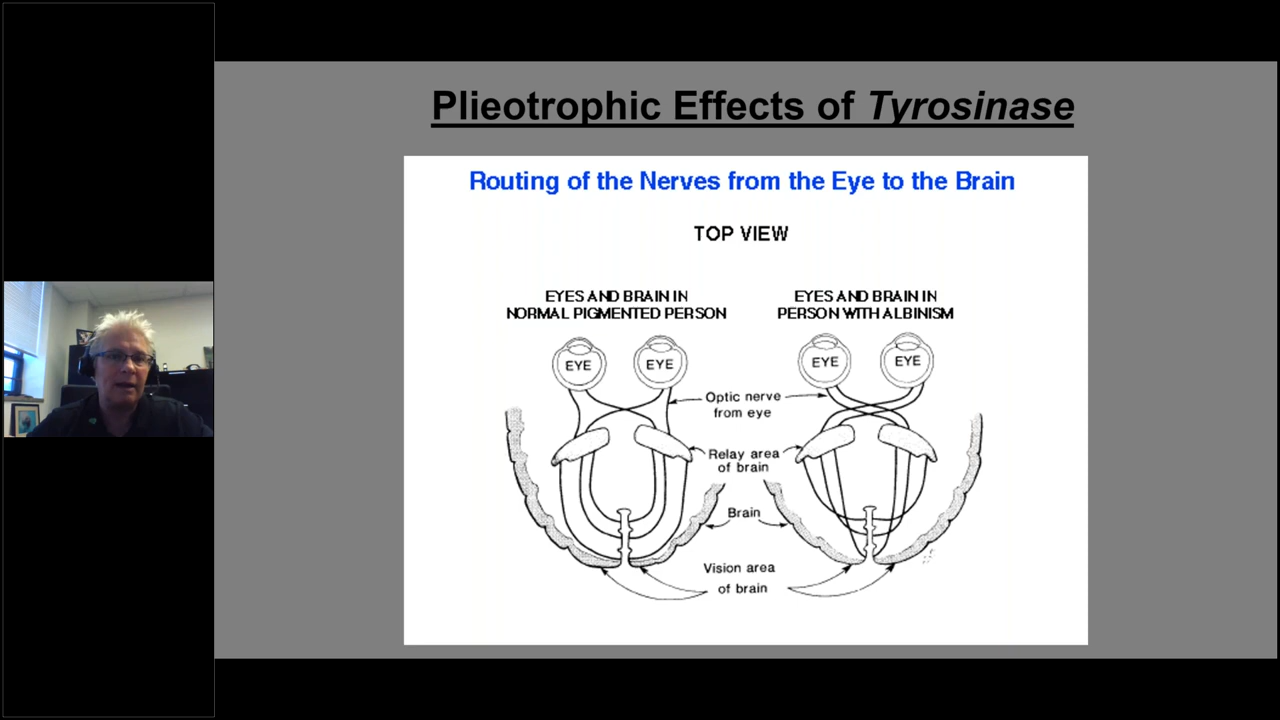 Plieotrophic Effects of Tyrosinase
Routing of the Nerves from the Eye to the Brain
TOP VIEW
EYES AND BRAIN IN
NORMAL PIGMENTED PERSON
EYES AND BRAIN IN
PERSON WITH ALBINISM
EYE
EYE
EYE
EYE
Optic nerve
from eye
Relay area
of brain
Brain
Vision area
of brain